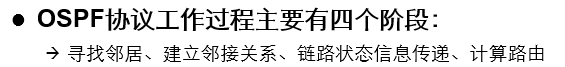 ● OSPF协议工作过程主要有四个阶段：
→ 寻找邻居、建立邻接关系、链路状态信息传递、计算路由